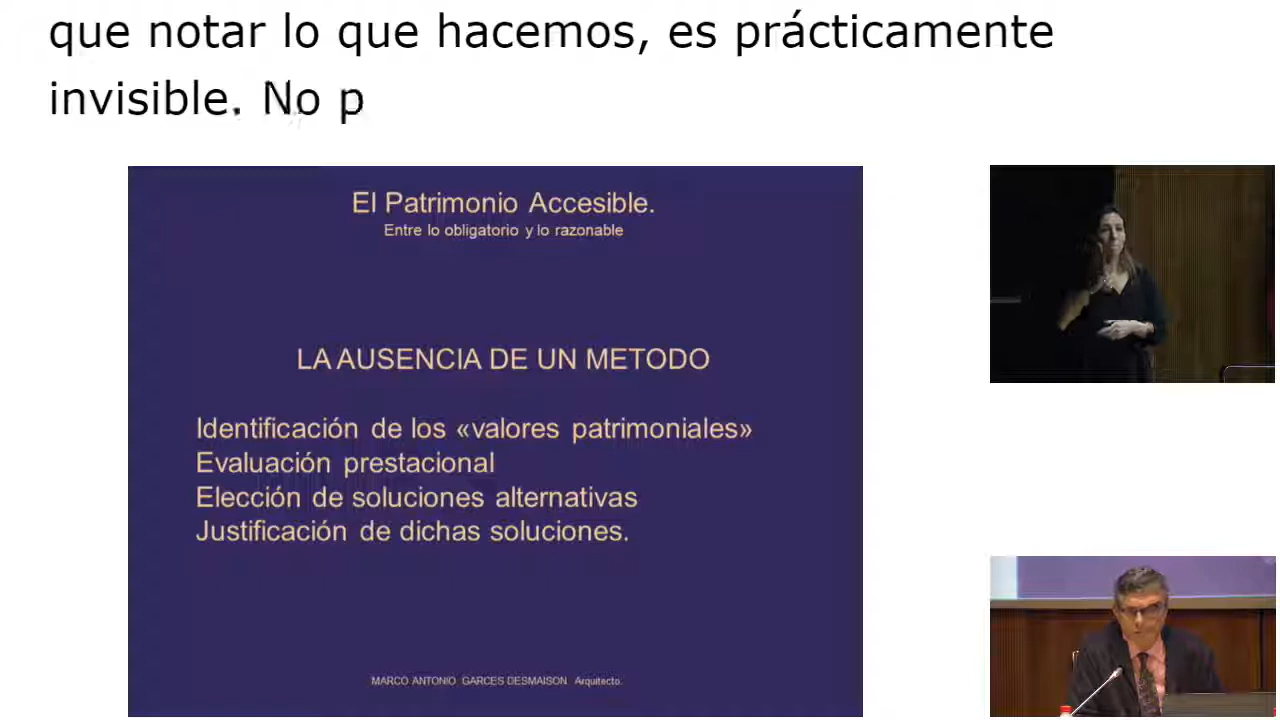 que notar lo que hacemos, es prácticamente
invisible. No p
El Patrimonio Accesible.
Entre lo obligatorio y lo razonable
LA AUSENCIA DE UN METODO
Identificación de los «valores patrimoniales»
Evaluación prestacional
Elección de soluciones alternativas
Justificación de dichas soluciones.
MARCO ANTONIO GARCES DESMAISON. Arquitecto.